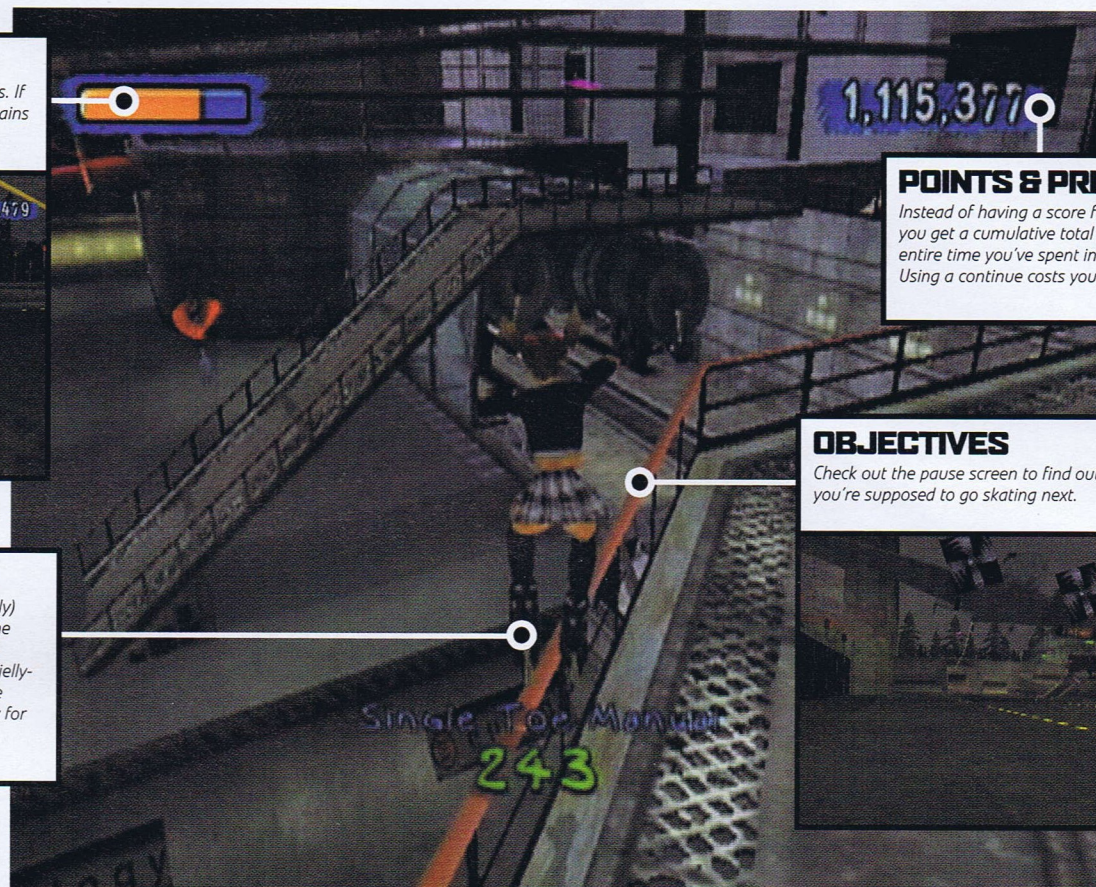 s. If
ains
479
1,115,377
POINTS & PRI
Instead of having a score f
you get a cumulative total
entire time you've spent in
Using a continue costs you
OBJECTIVES
Check out the pause screen to find out
you're supposed to go skating next.
ly)
ne
ielly-
e
for
Single Toe Manual
243